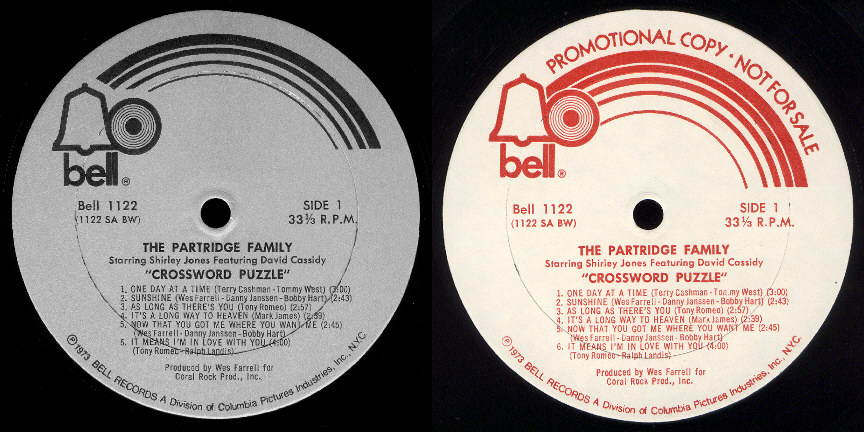 bell®
Bell 1122
(1122 SA BW)
SIDE 1
33⅓ R.P.M.
THE PARTRIDGE FAMILY
Starring Shirley Jones Featuring David Cassidy
"CROSSWORD PUZZLE"
1. ONE DAY AT A TIME (Terry Cashman - Tommy West) (3:00)
2. SUNSHINE (Wes Farrell - Danny Janssen - Bobby Hart) (2:43)
3. AS LONG AS THERE'S YOU (Tony Romeo) (2:57)
4. IT'S A LONG WAY TO HEAVEN (Mark James) (2:39)
5. NOW THAT YOU GOT ME WHERE YOU WANT ME (2:45)
(Wes Farrell - Danny Janssen - Bobby Hart)
6. IT MEANS I'M IN LOVE WITH YOU (4:00)
(Tony Romeo - Ralph Landis)
Produced by Wes Farrell for
Coral Rock Prod., Inc.
℗1973 BELL RECORDS A Division of Columbia Pictures Industries, Inc., N.Y.C.
PROMOTIONAL COPY · NOT FOR SALE
bell®
Bell 1122
(1122 SA BW)
SIDE 1
33⅓ R.P.M.
THE PARTRIDGE FAMILY
Starring Shirley Jones Featuring David Cassidy
"CROSSWORD PUZZLE"
1. ONE DAY AT A TIME (Terry Cashman - Tommy West) (3:00)
2. SUNSHINE (Wes Farrell - Danny Janssen - Bobby Hart) (2:43)
3. AS LONG AS THERE'S YOU (Tony Romeo) (2:57)
4. IT'S A LONG WAY TO HEAVEN (Mark James) (2:39)
5. NOW THAT YOU GOT ME WHERE YOU WANT ME (2:45)
(Wes Farrell - Danny Janssen - Bobby Hart)
6. IT MEANS I'M IN LOVE WITH YOU (4:00)
(Tony Romeo - Ralph Landis)
Produced by Wes Farrell for
Coral Rock Prod., Inc.
℗1973 BELL RECORDS A Division of Columbia Pictures Industries, Inc., N.Y.C.